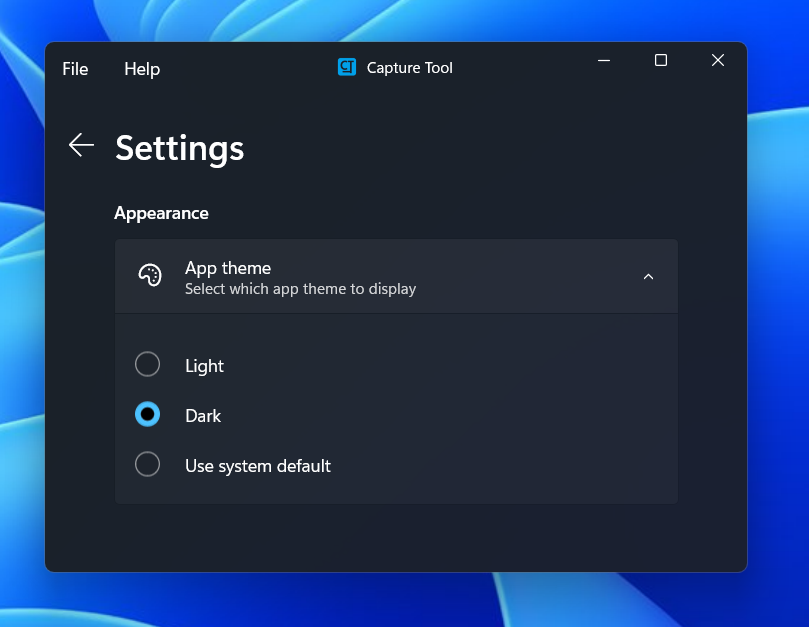 File Help CT Capture Tool
Settings
Appearance
App theme
Select which app theme to display
Light
Dark
Use system default